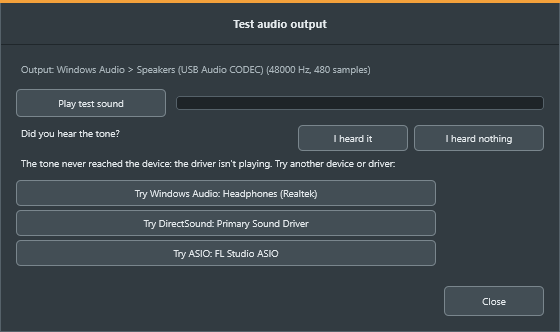 Test audio output
Output: Windows Audio > Speakers (USB Audio CODEC) (48000 Hz, 480 samples)
Play test sound
Did you hear the tone?
I heard it
I heard nothing
The tone never reached the device: the driver isn't playing. Try another device or driver:
Try Windows Audio: Headphones (Realtek)
Try DirectSound: Primary Sound Driver
Try ASIO: FL Studio ASIO
Close